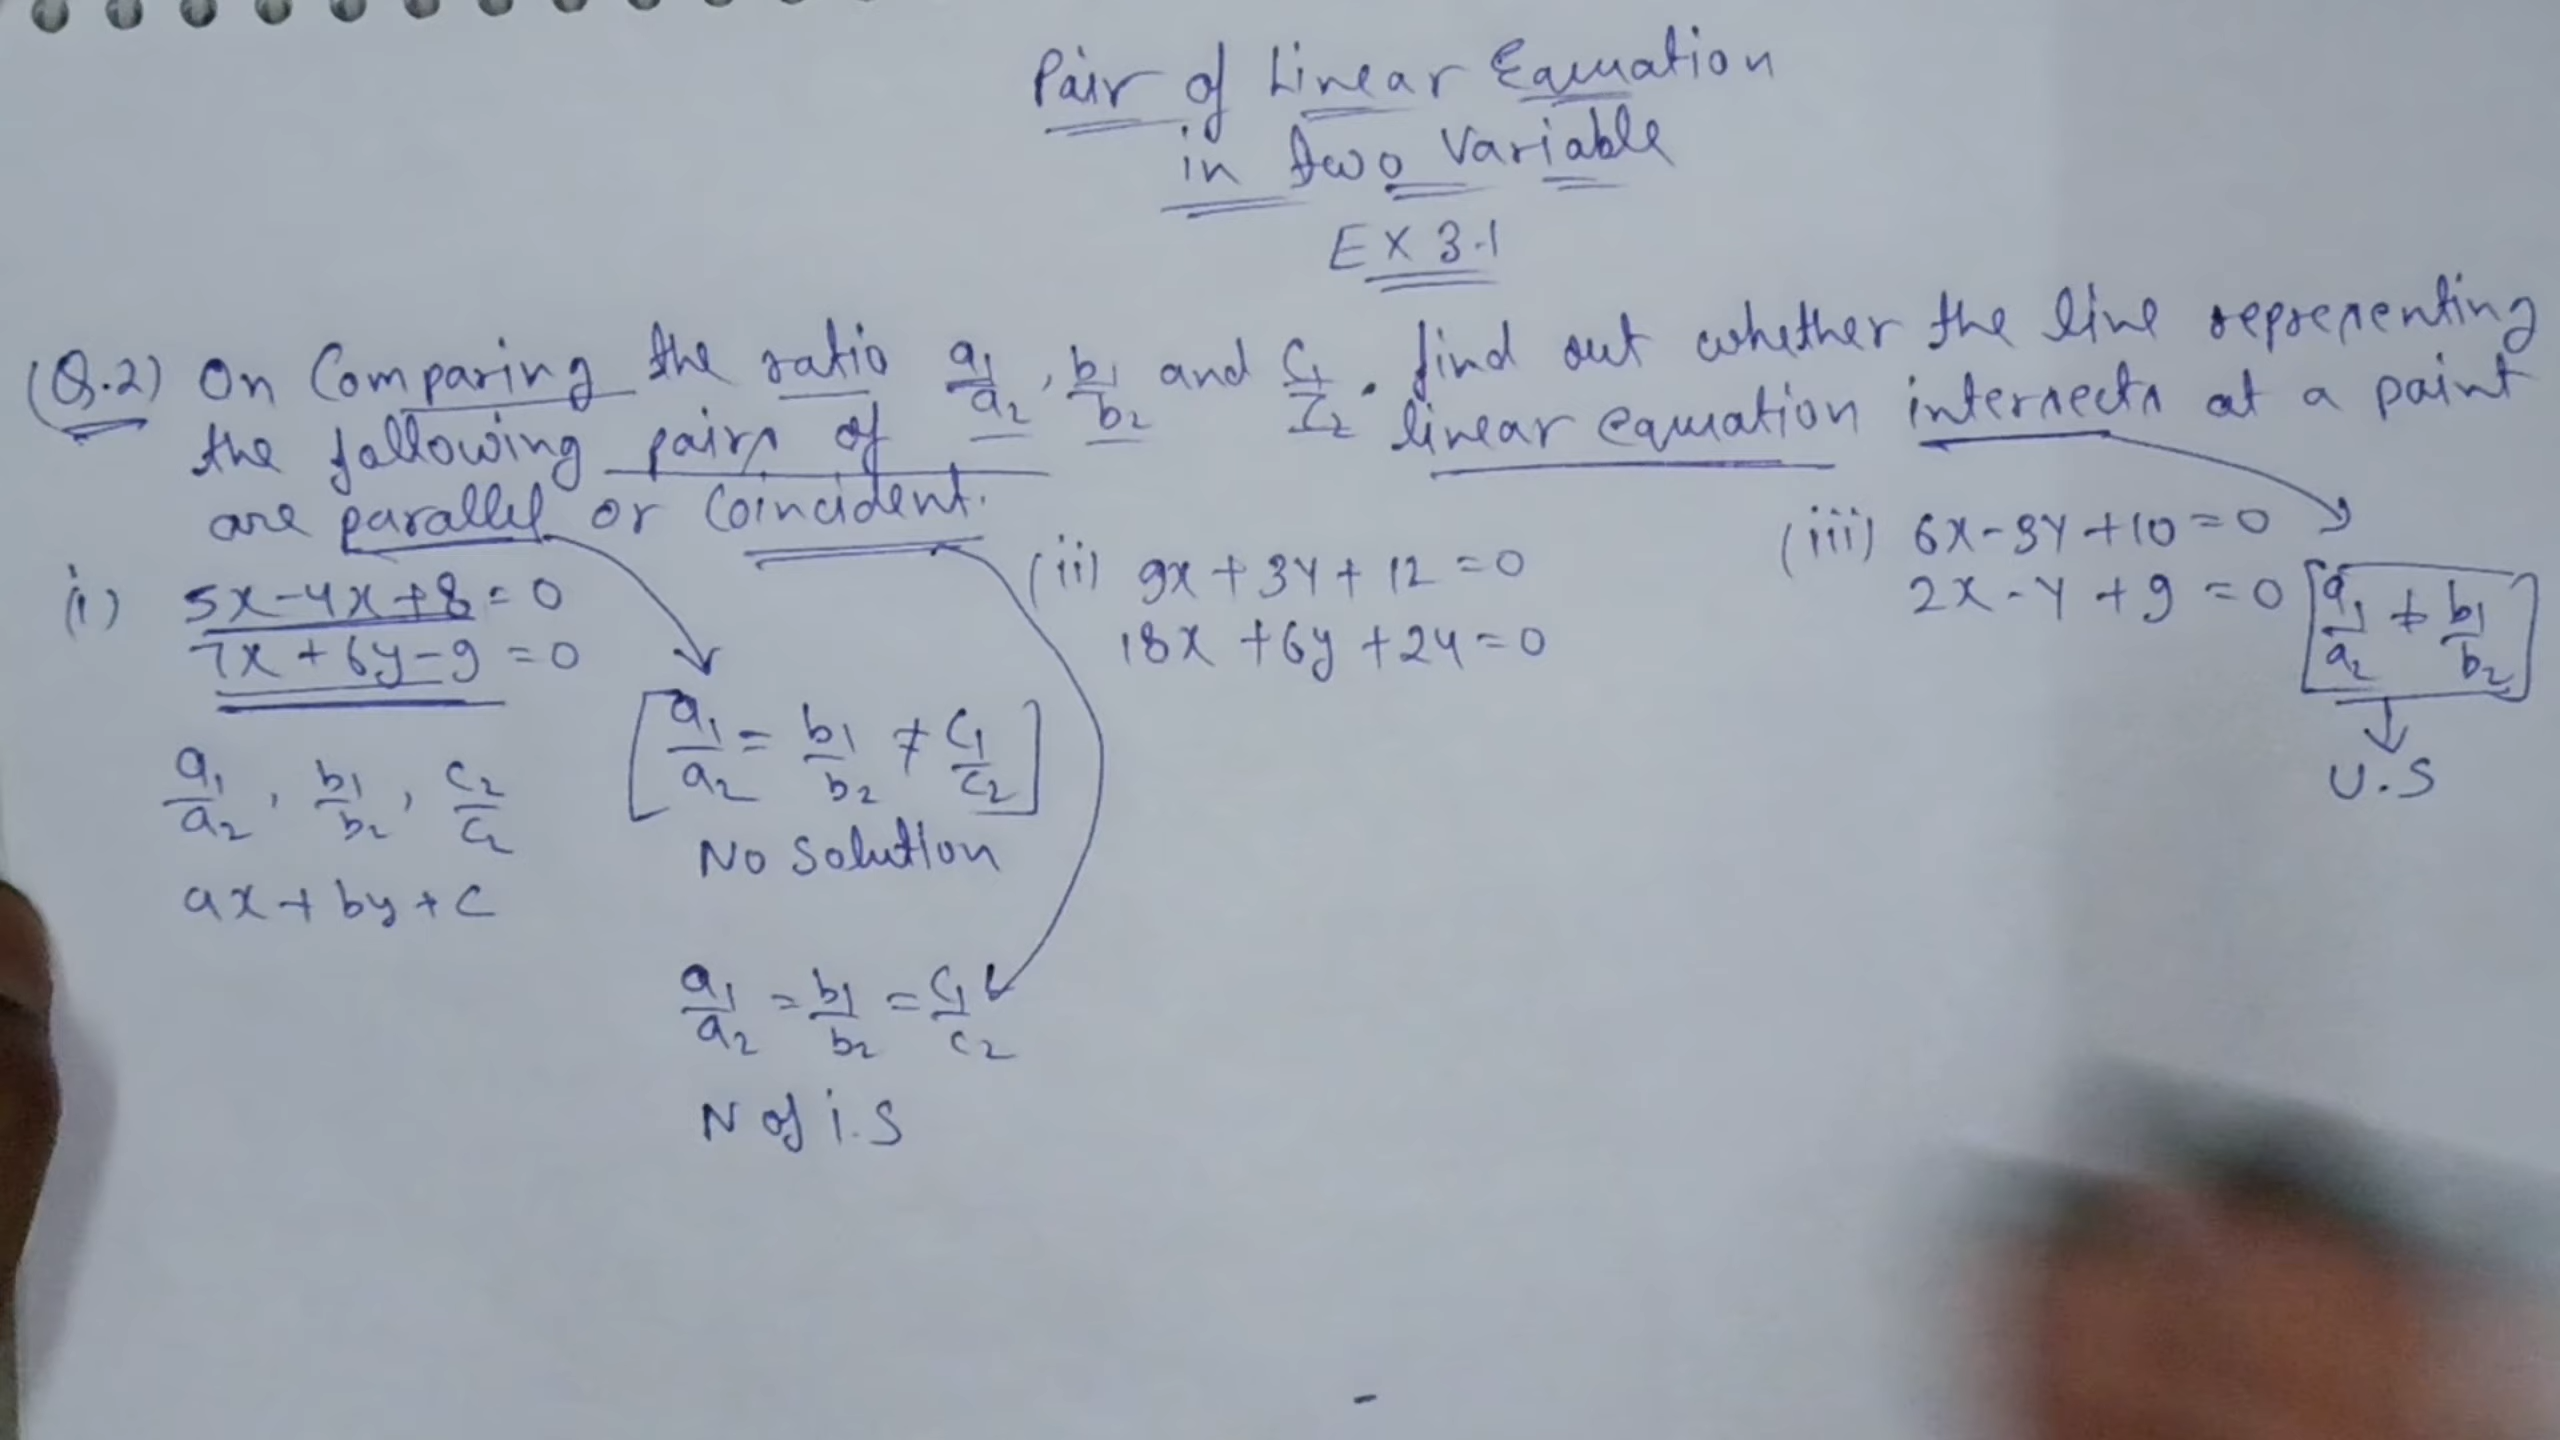 Pair of Linear Equation
in two Variable
EX 3.1
(Q.2) On Comparing the ratio a1/a2, b1/b2 and c1/c2. find out whether the line representing
the following pairs of linear equation intersects at a paint
are parallel or Coincident.
(i) 5x-4x+8=0
7x+6y-9=0
(ii) 9x+3y+12=0
18x+6y+24=0
(iii) 6x-3y+10=0
2x-y+9=0
[a1/a2 ≠ b1/b2]
U.S
a1/a2, b1/b2, c2/c2
ax+by+c
[a1/a2 = b1/b2 ≠ c1/c2]
No Solution
a1/a2 = b1/b2 = c1/c2
N of i.S